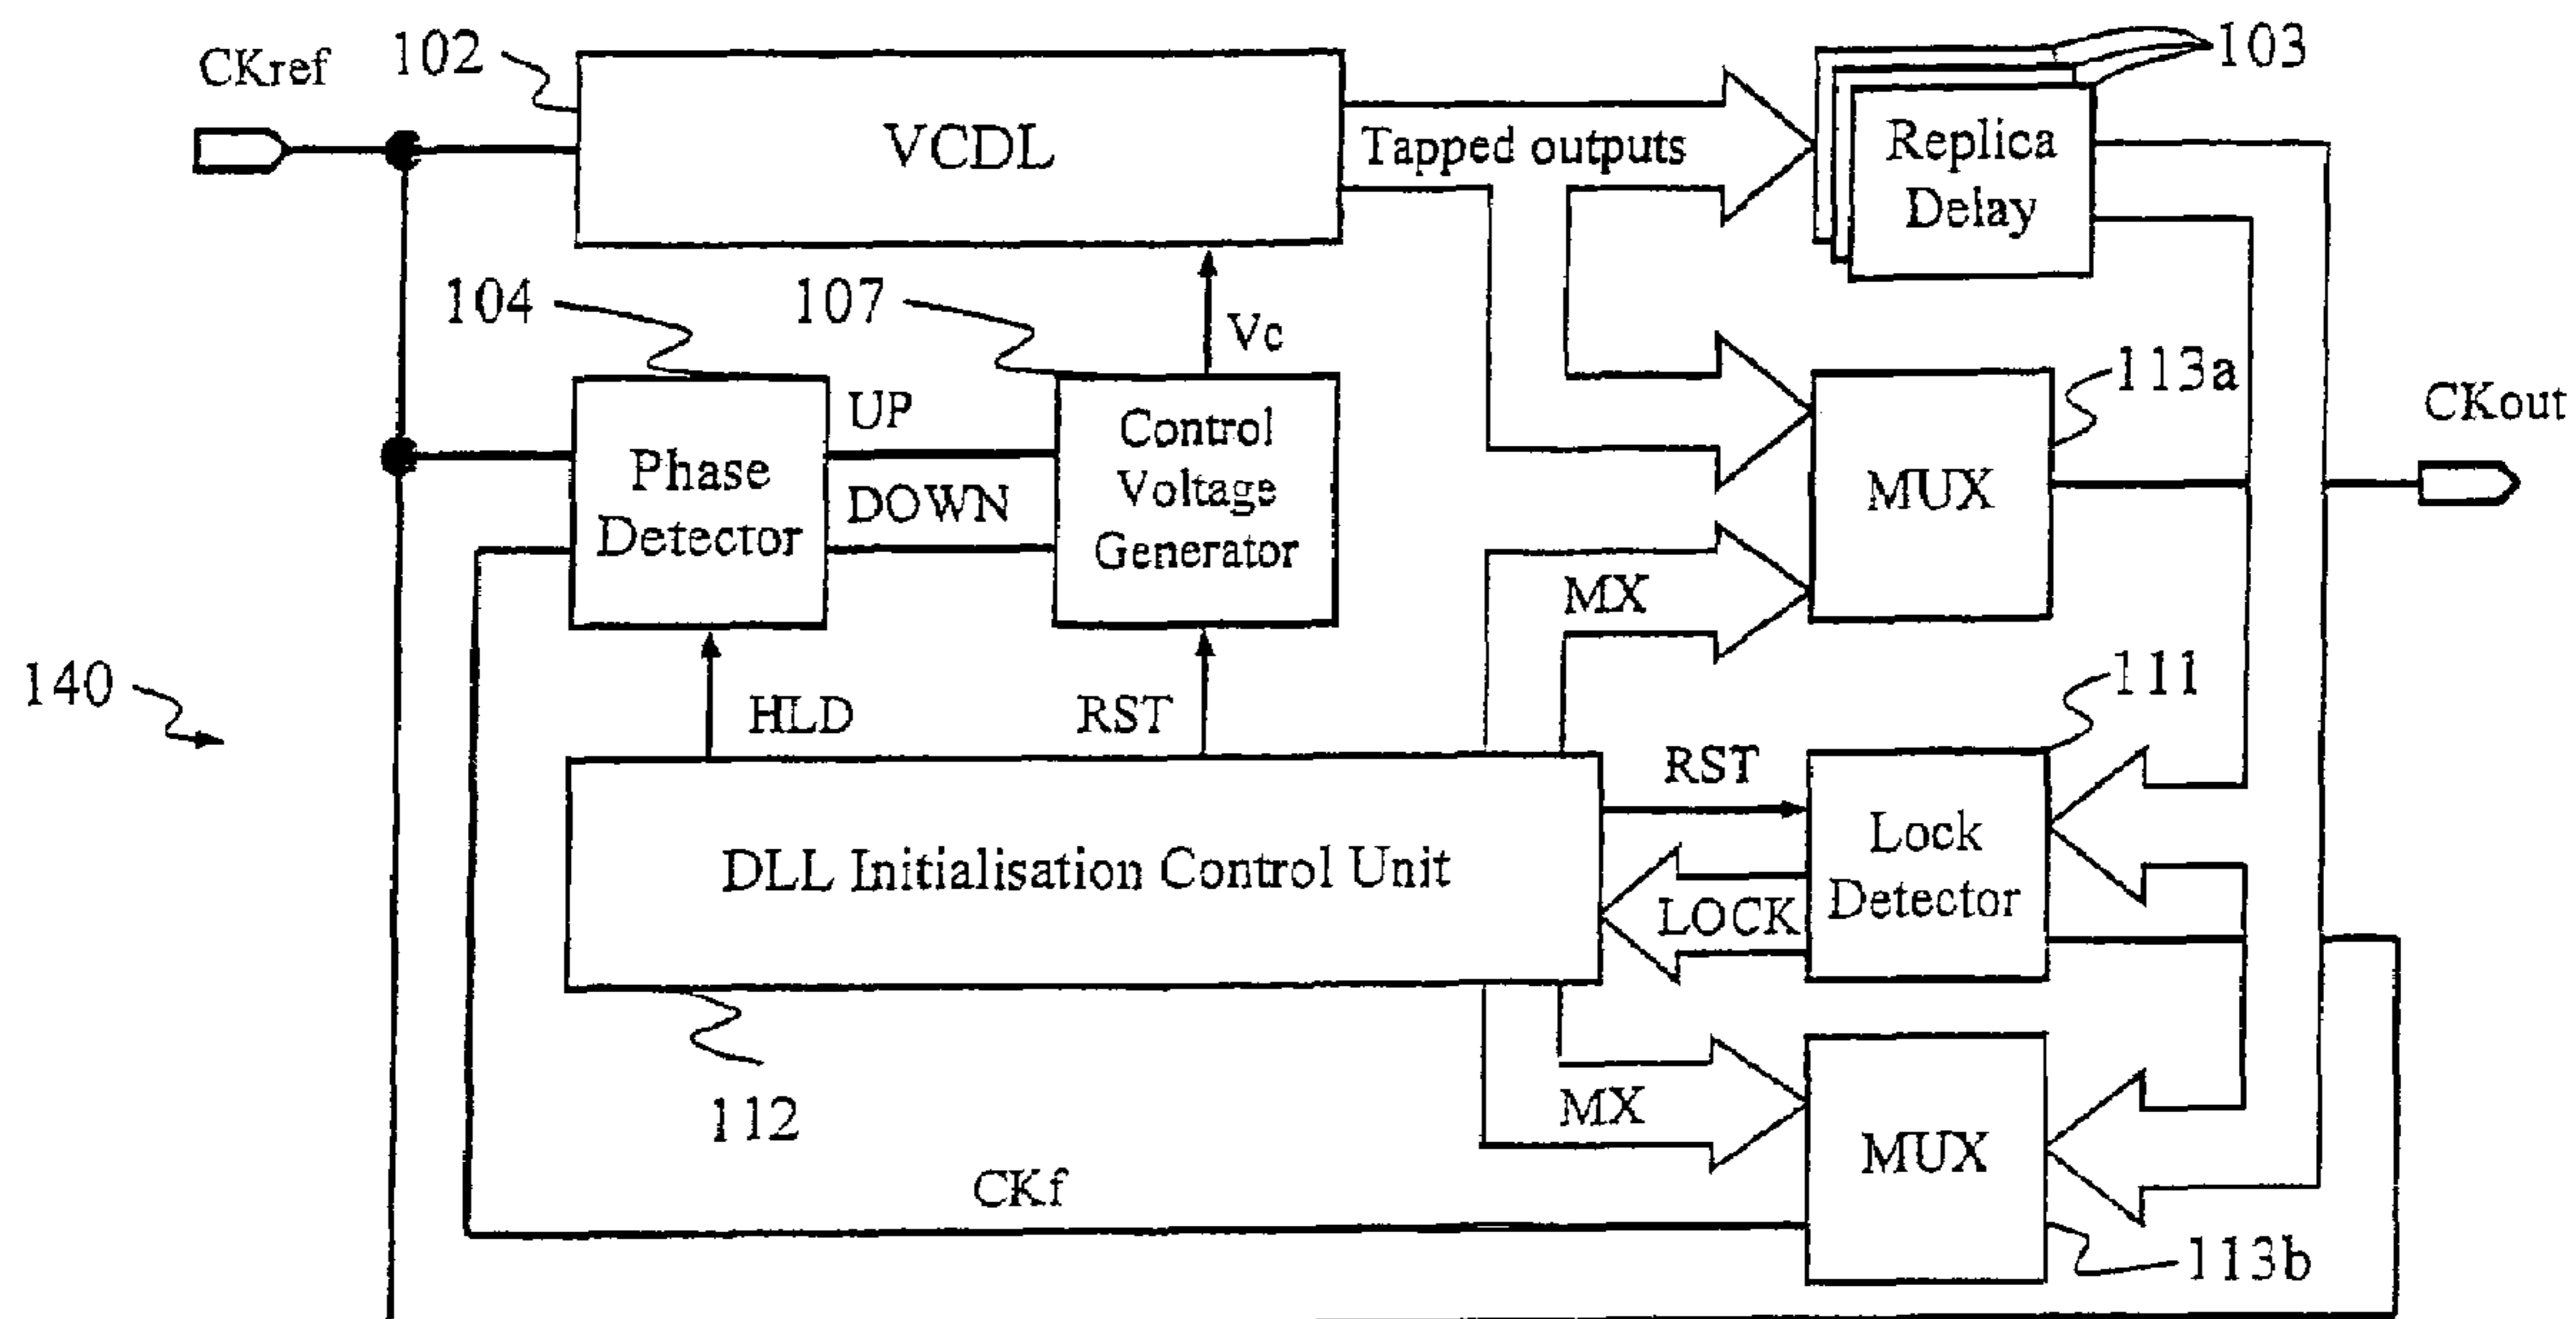 CKref
102
VCDL
Tapped outputs
Replica
Delay
103
104
107
Vc
113a
CKout
Phase
Detector
UP
DOWN
Control
Voltage
Generator
MUX
MX
140
HLD
RST
111
DLL Initialisation Control Unit
RST
LOCK
Lock
Detector
112
MX
MUX
CKf
113b